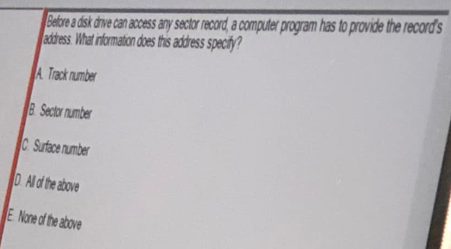 Before a disk drive can access any sector record, a computer program has to provide the record's
address. What information does this address specify?
A. Track number
B. Sector number
C. Surface number
D. All of the above
E. None of the above